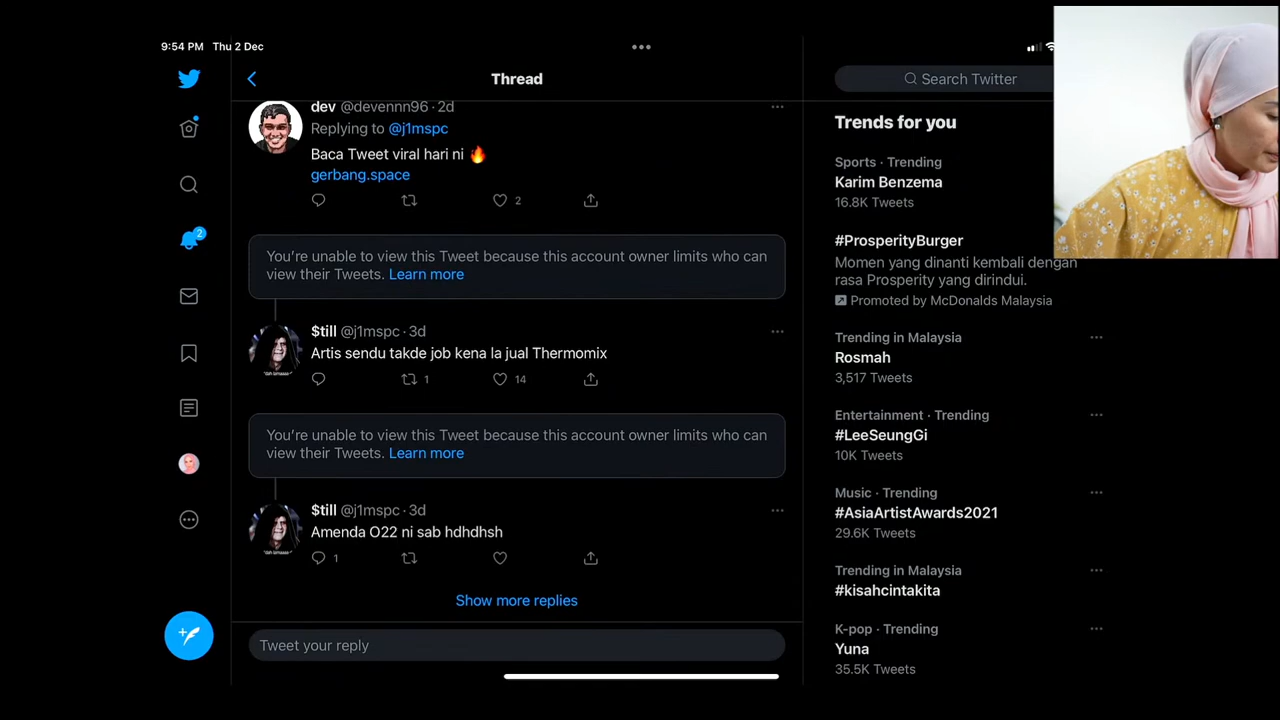 9:54 PM Thu 2 Dec
Thread
dev @devennn96 · 2d
Replying to @j1mspc
Baca Tweet viral hari ni 🔥
gerbang.space
2
You're unable to view this Tweet because this account owner limits who can
view their Tweets. Learn more
$till @j1mspc · 3d
Artis sendu takde job kena la jual Thermomix
1 14
You're unable to view this Tweet because this account owner limits who can
view their Tweets. Learn more
$till @j1mspc · 3d
Amenda O22 ni sab hdhdhsh
1
Show more replies
Tweet your reply
2
Search Twitter
Trends for you
Sports · Trending
Karim Benzema
16.8K Tweets
#ProsperityBurger
Momen yang dinanti kembali dengan
rasa Prosperity yang dirindui.
Promoted by McDonalds Malaysia
Trending in Malaysia
Rosmah
3,517 Tweets
Entertainment · Trending
#LeeSeungGi
10K Tweets
Music · Trending
#AsiaArtistAwards2021
29.6K Tweets
Trending in Malaysia
#kisahcintakita
K-pop · Trending
Yuna
35.5K Tweets